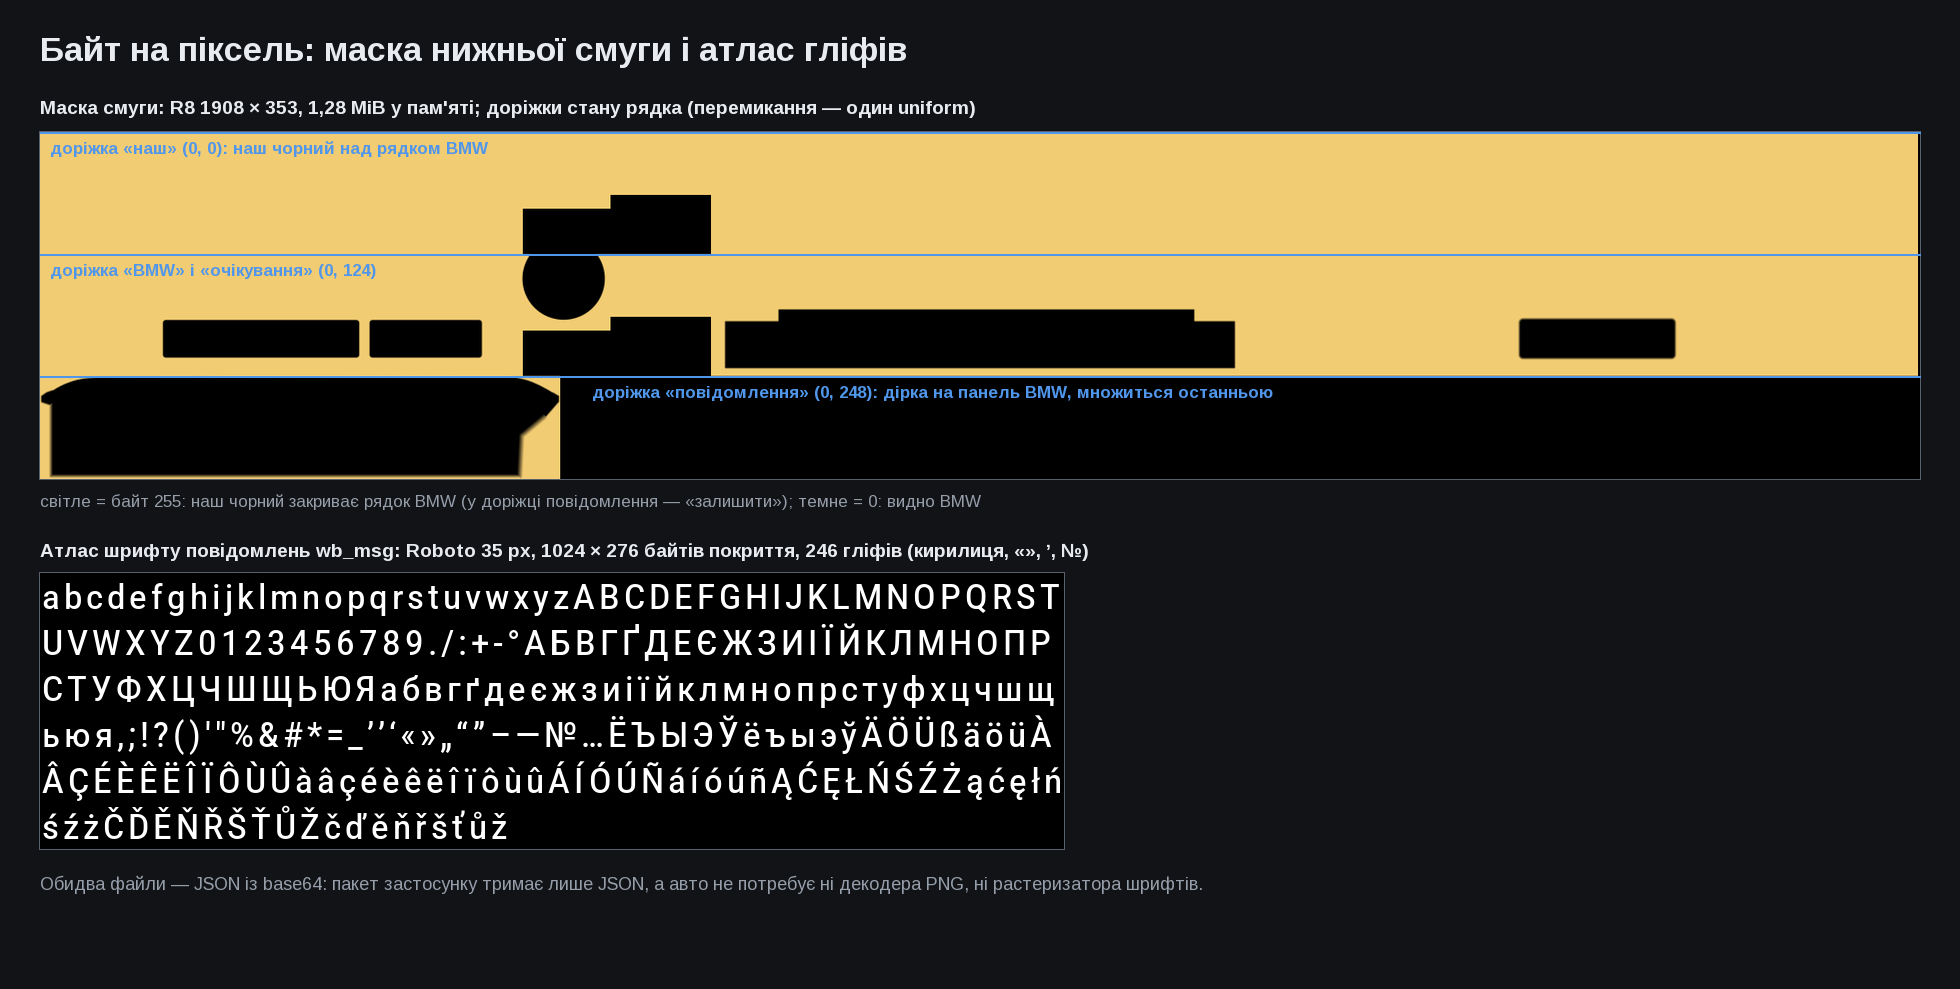 Байт на піксель: маска нижньої смуги і атлас гліфів
Маска смуги: R8 1908 × 353, 1,28 MiB у пам'яті; доріжки стану рядка (перемикання — один uniform)
доріжка «наш» (0, 0): наш чорний над рядком BMW
доріжка «BMW» і «очікування» (0, 124)
доріжка «повідомлення» (0, 248): дірка на панель BMW, множиться останньою
світле = байт 255: наш чорний закриває рядок BMW (у доріжці повідомлення — «залишити»); темне = 0: видно BMW
Атлас шрифту повідомлень wb_msg: Roboto 35 px, 1024 × 276 байтів покриття, 246 гліфів (кирилиця, «», ʼ, №)
abcdefghijklmnopqrstuvwxyzABCDEFGHIJKLMNOPQRST
UVWXYZ0123456789./:+-°АБВГҐДЕЄЖЗИІЇЙКЛМНОПР
СТУФХЦЧШЩЬЮЯабвгґдеєжзиіїйклмнопрстуфхцчшщ
ьюя,;!?()'"%&#*=_ʼ’‘«»„“”–—№…ЁЪЫЭЎёъыэўÄÖÜßäöüÀ
ÂÇÉÈÊËÎÏÔÙÛàâçéèêëîïôùûÁÍÓÚÑáíóúñĄĆĘŁŃŚŹŻąćęłń
śźżČĎĚŇŘŠŤŮŽčďěňřšťůž
Обидва файли — JSON із base64: пакет застосунку тримає лише JSON, а авто не потребує ні декодера PNG, ні растеризатора шрифтів.